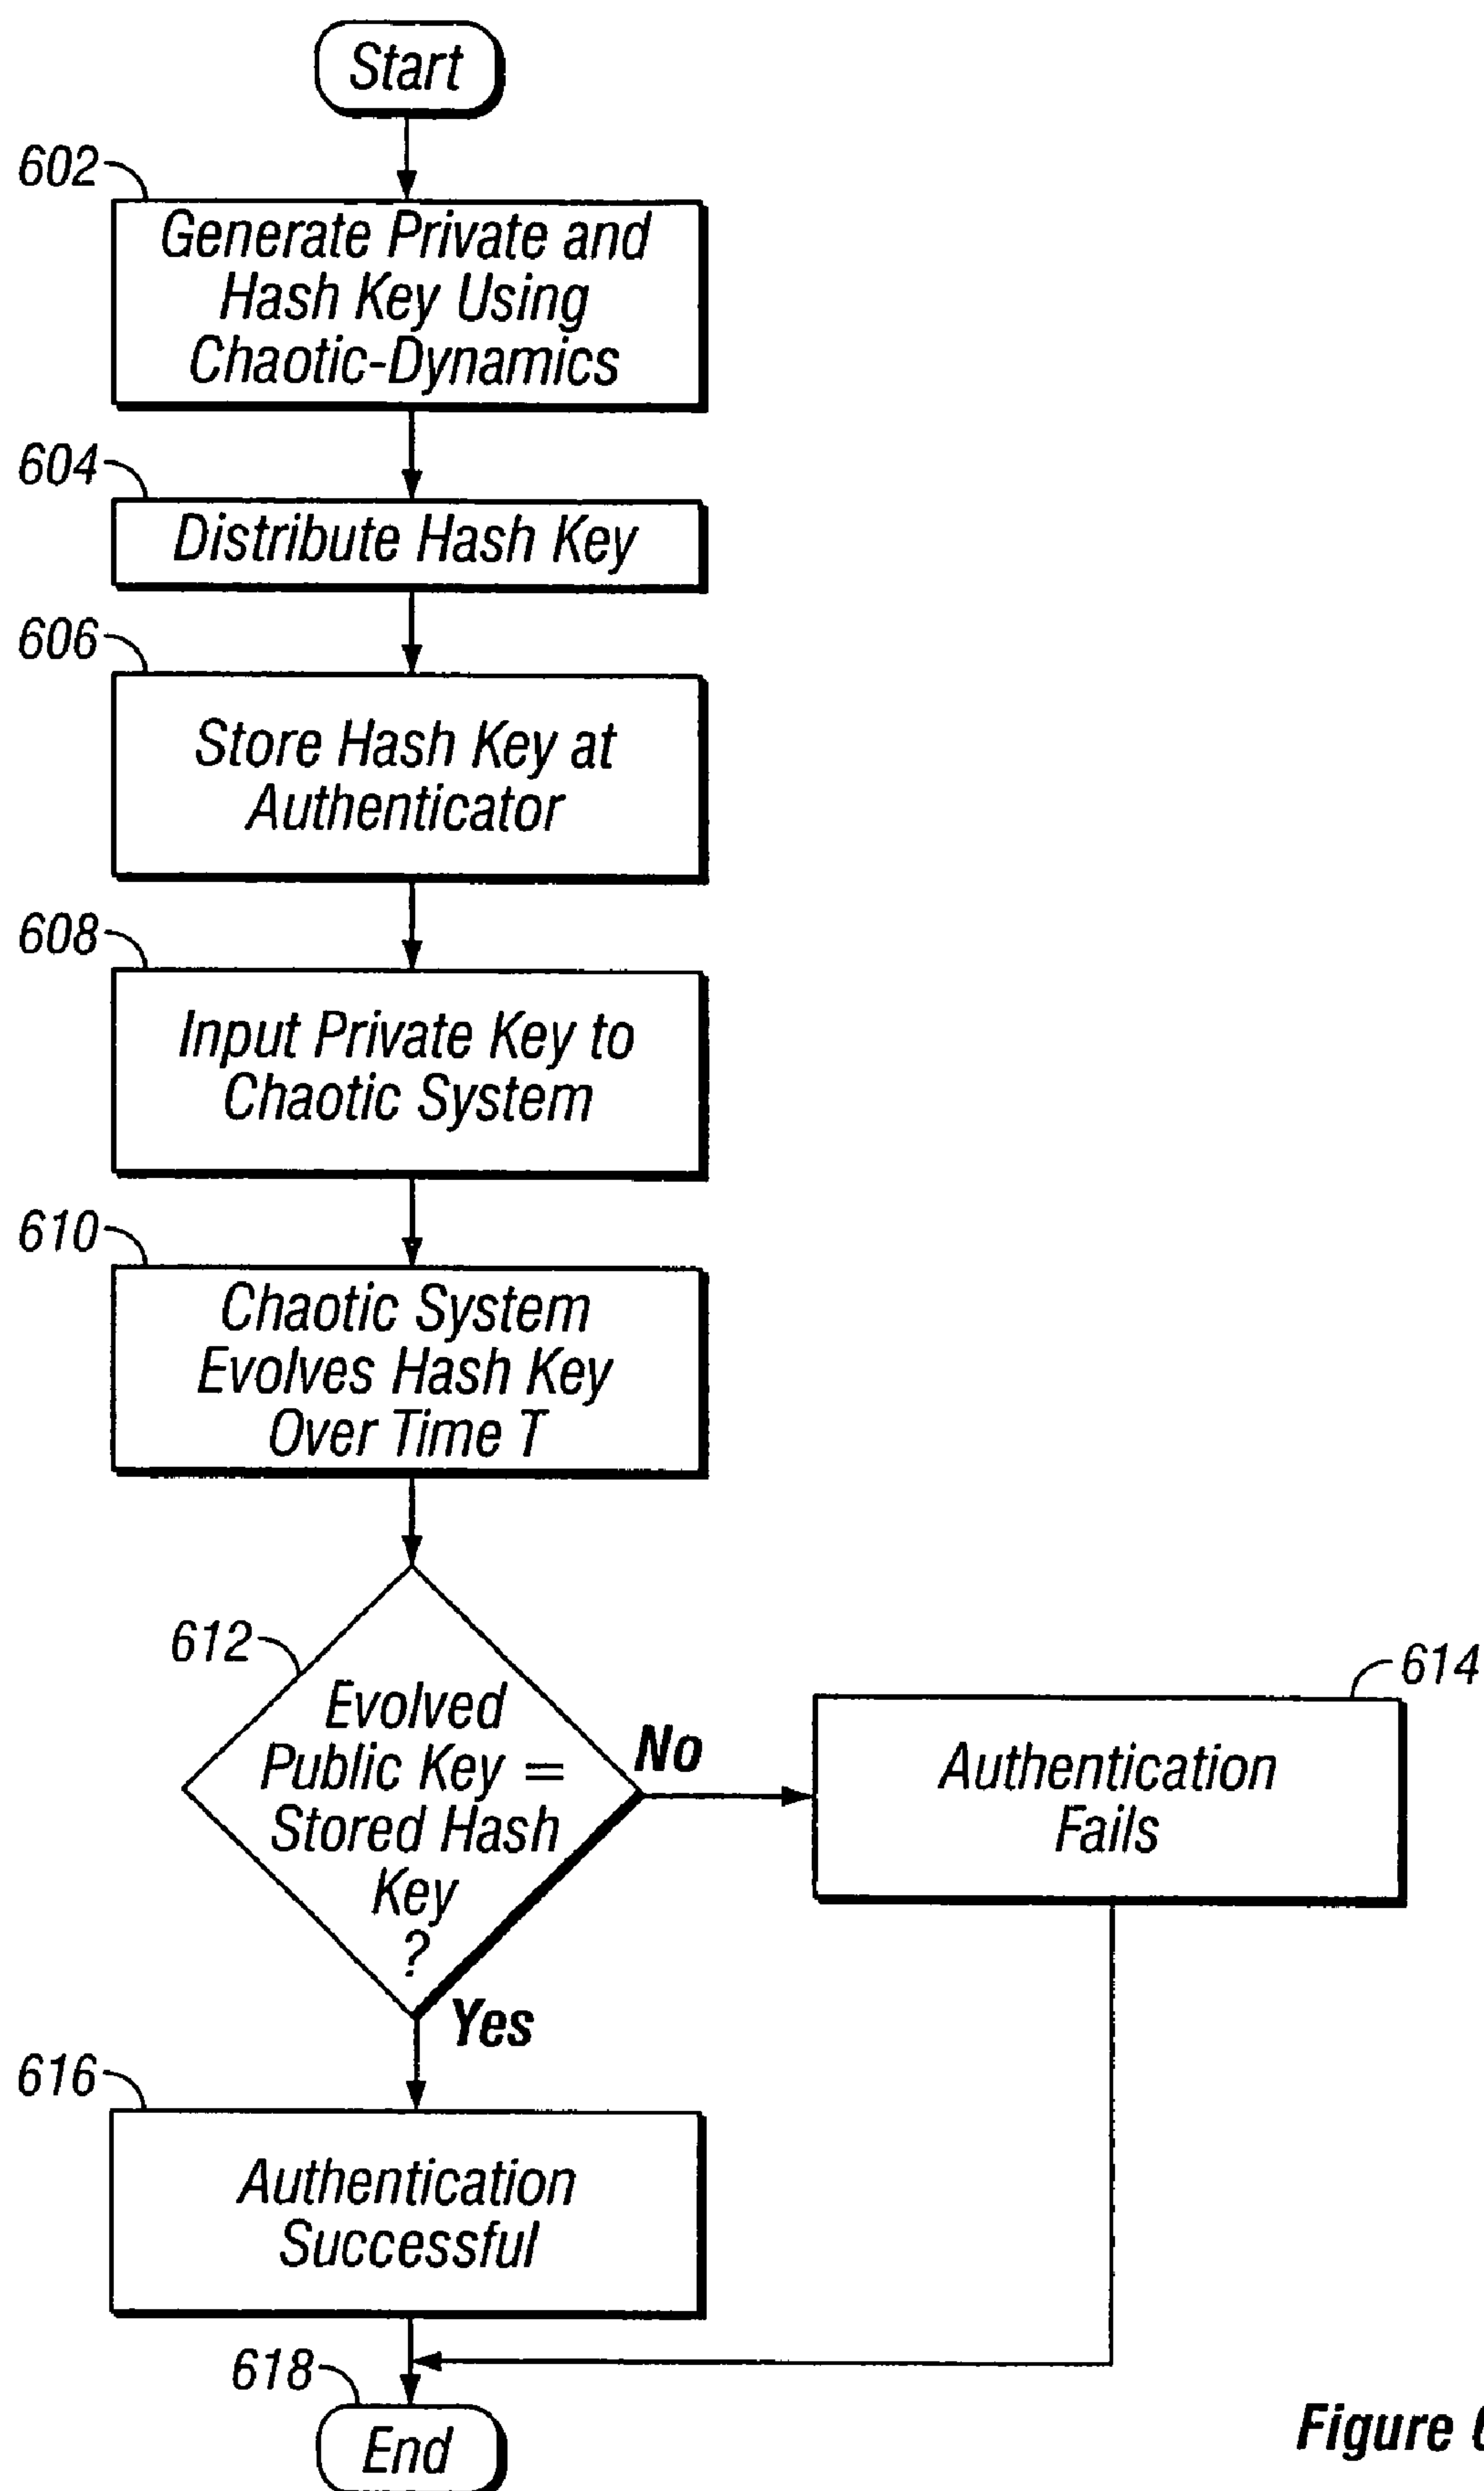 Start
602
Generate Private and
Hash Key Using
Chaotic-Dynamics
604
Distribute Hash Key
606
Store Hash Key at
Authenticator
608
Input Private Key to
Chaotic System
610
Chaotic System
Evolves Hash Key
Over Time T
612
Evolved
Public Key =
Stored Hash
Key
?
No
614
Authentication
Fails
Yes
616
Authentication
Successful
618
End
Figure